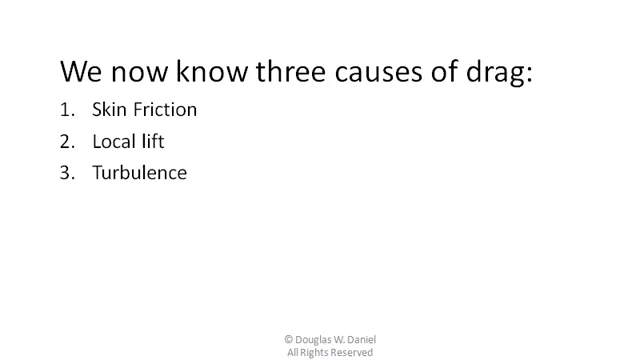 We now know three causes of drag:
1. Skin Friction
2. Local lift
3. Turbulence
© Douglas W. Daniel
All Rights Reserved